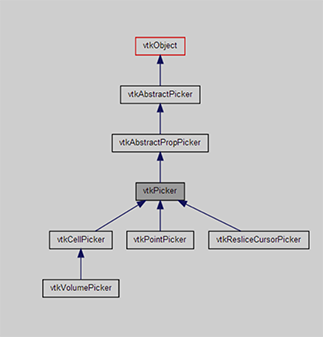 vtkObject
vtkAbstractPicker
vtkAbstractPropPicker
vtkPicker
vtkCellPicker
vtkPointPicker
vtkResliceCursorPicker
vtkVolumePicker